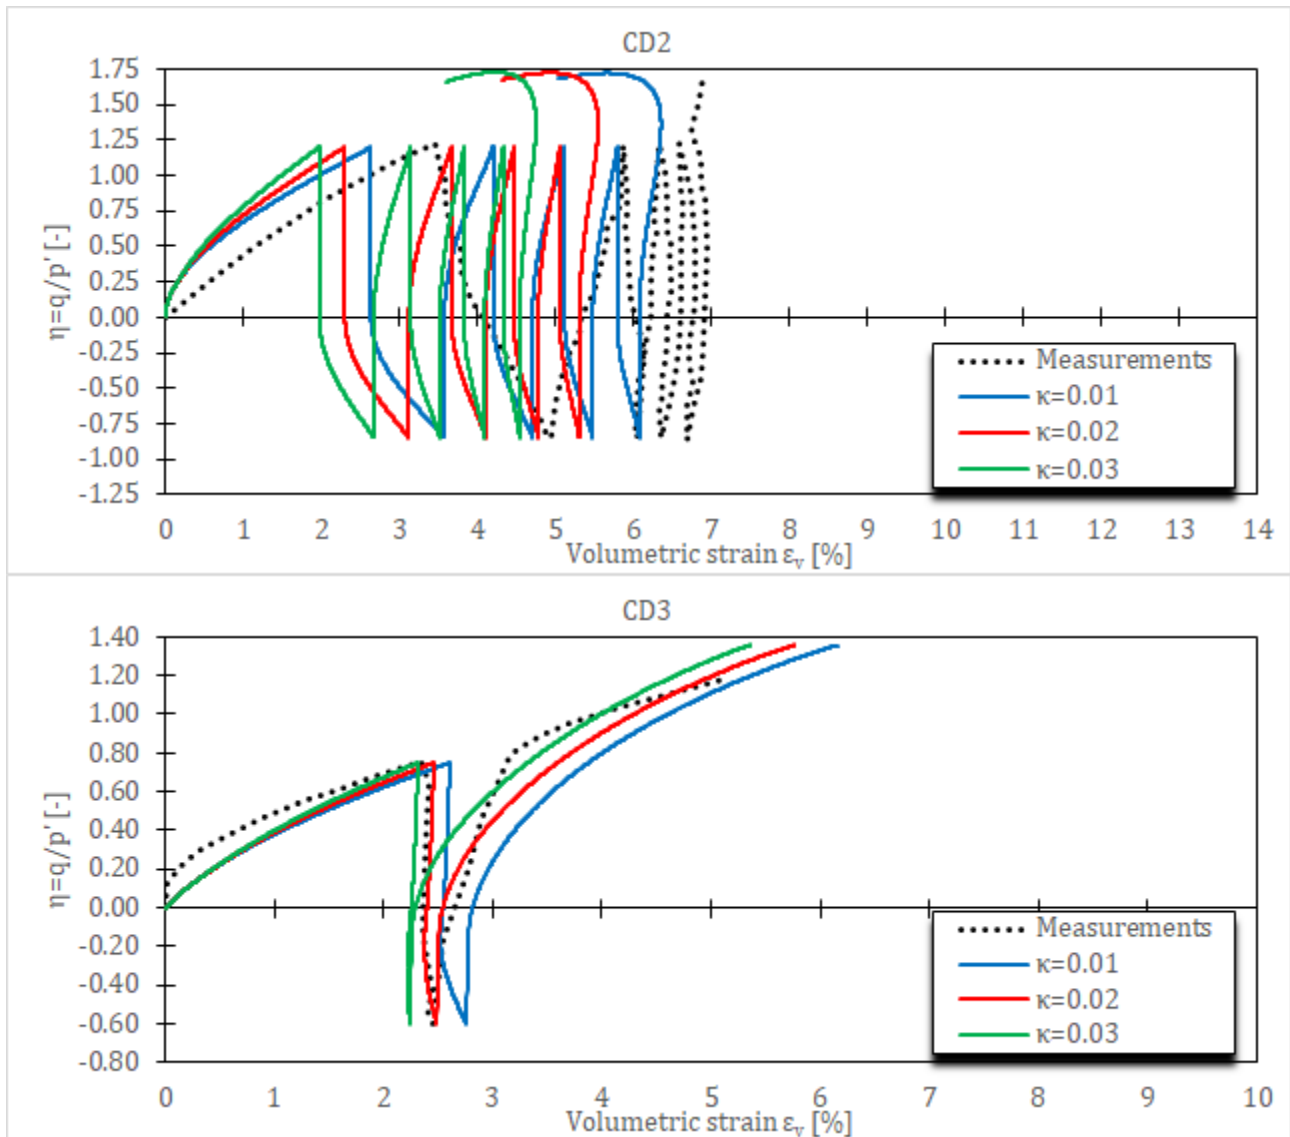 CD2
1.75
1.50
1.25
1.00
0.75
0.50
0.25
0.00
-0.25
-0.50
-0.75
-1.00
-1.25
η=q/p' [-]
Measurements
κ=0.01
κ=0.02
κ=0.03
0 1 2 3 4 5 6 7 8 9 10 11 12 13 14
Volumetric strain εᵥ [%]
CD3
1.40
1.20
1.00
0.80
0.60
0.40
0.20
0.00
-0.20
-0.40
-0.60
-0.80
η=q/p' [-]
Measurements
κ=0.01
κ=0.02
κ=0.03
0 1 2 3 4 5 6 7 8 9 10
Volumetric strain εᵥ [%]